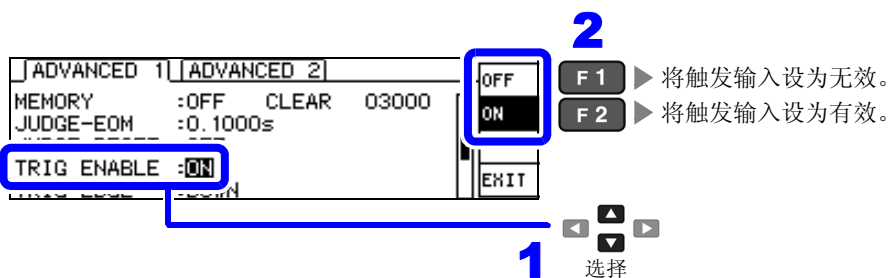 2
ADVANCED 1 ADVANCED 2
MEMORY :OFF CLEAR 03000
JUDGE-EOM :0.1000s
TRIG ENABLE :ON
OFF
ON
EXIT
F 1 ▶ 将触发输入设为无效。
F 2 ▶ 将触发输入设为有效。
1
选择